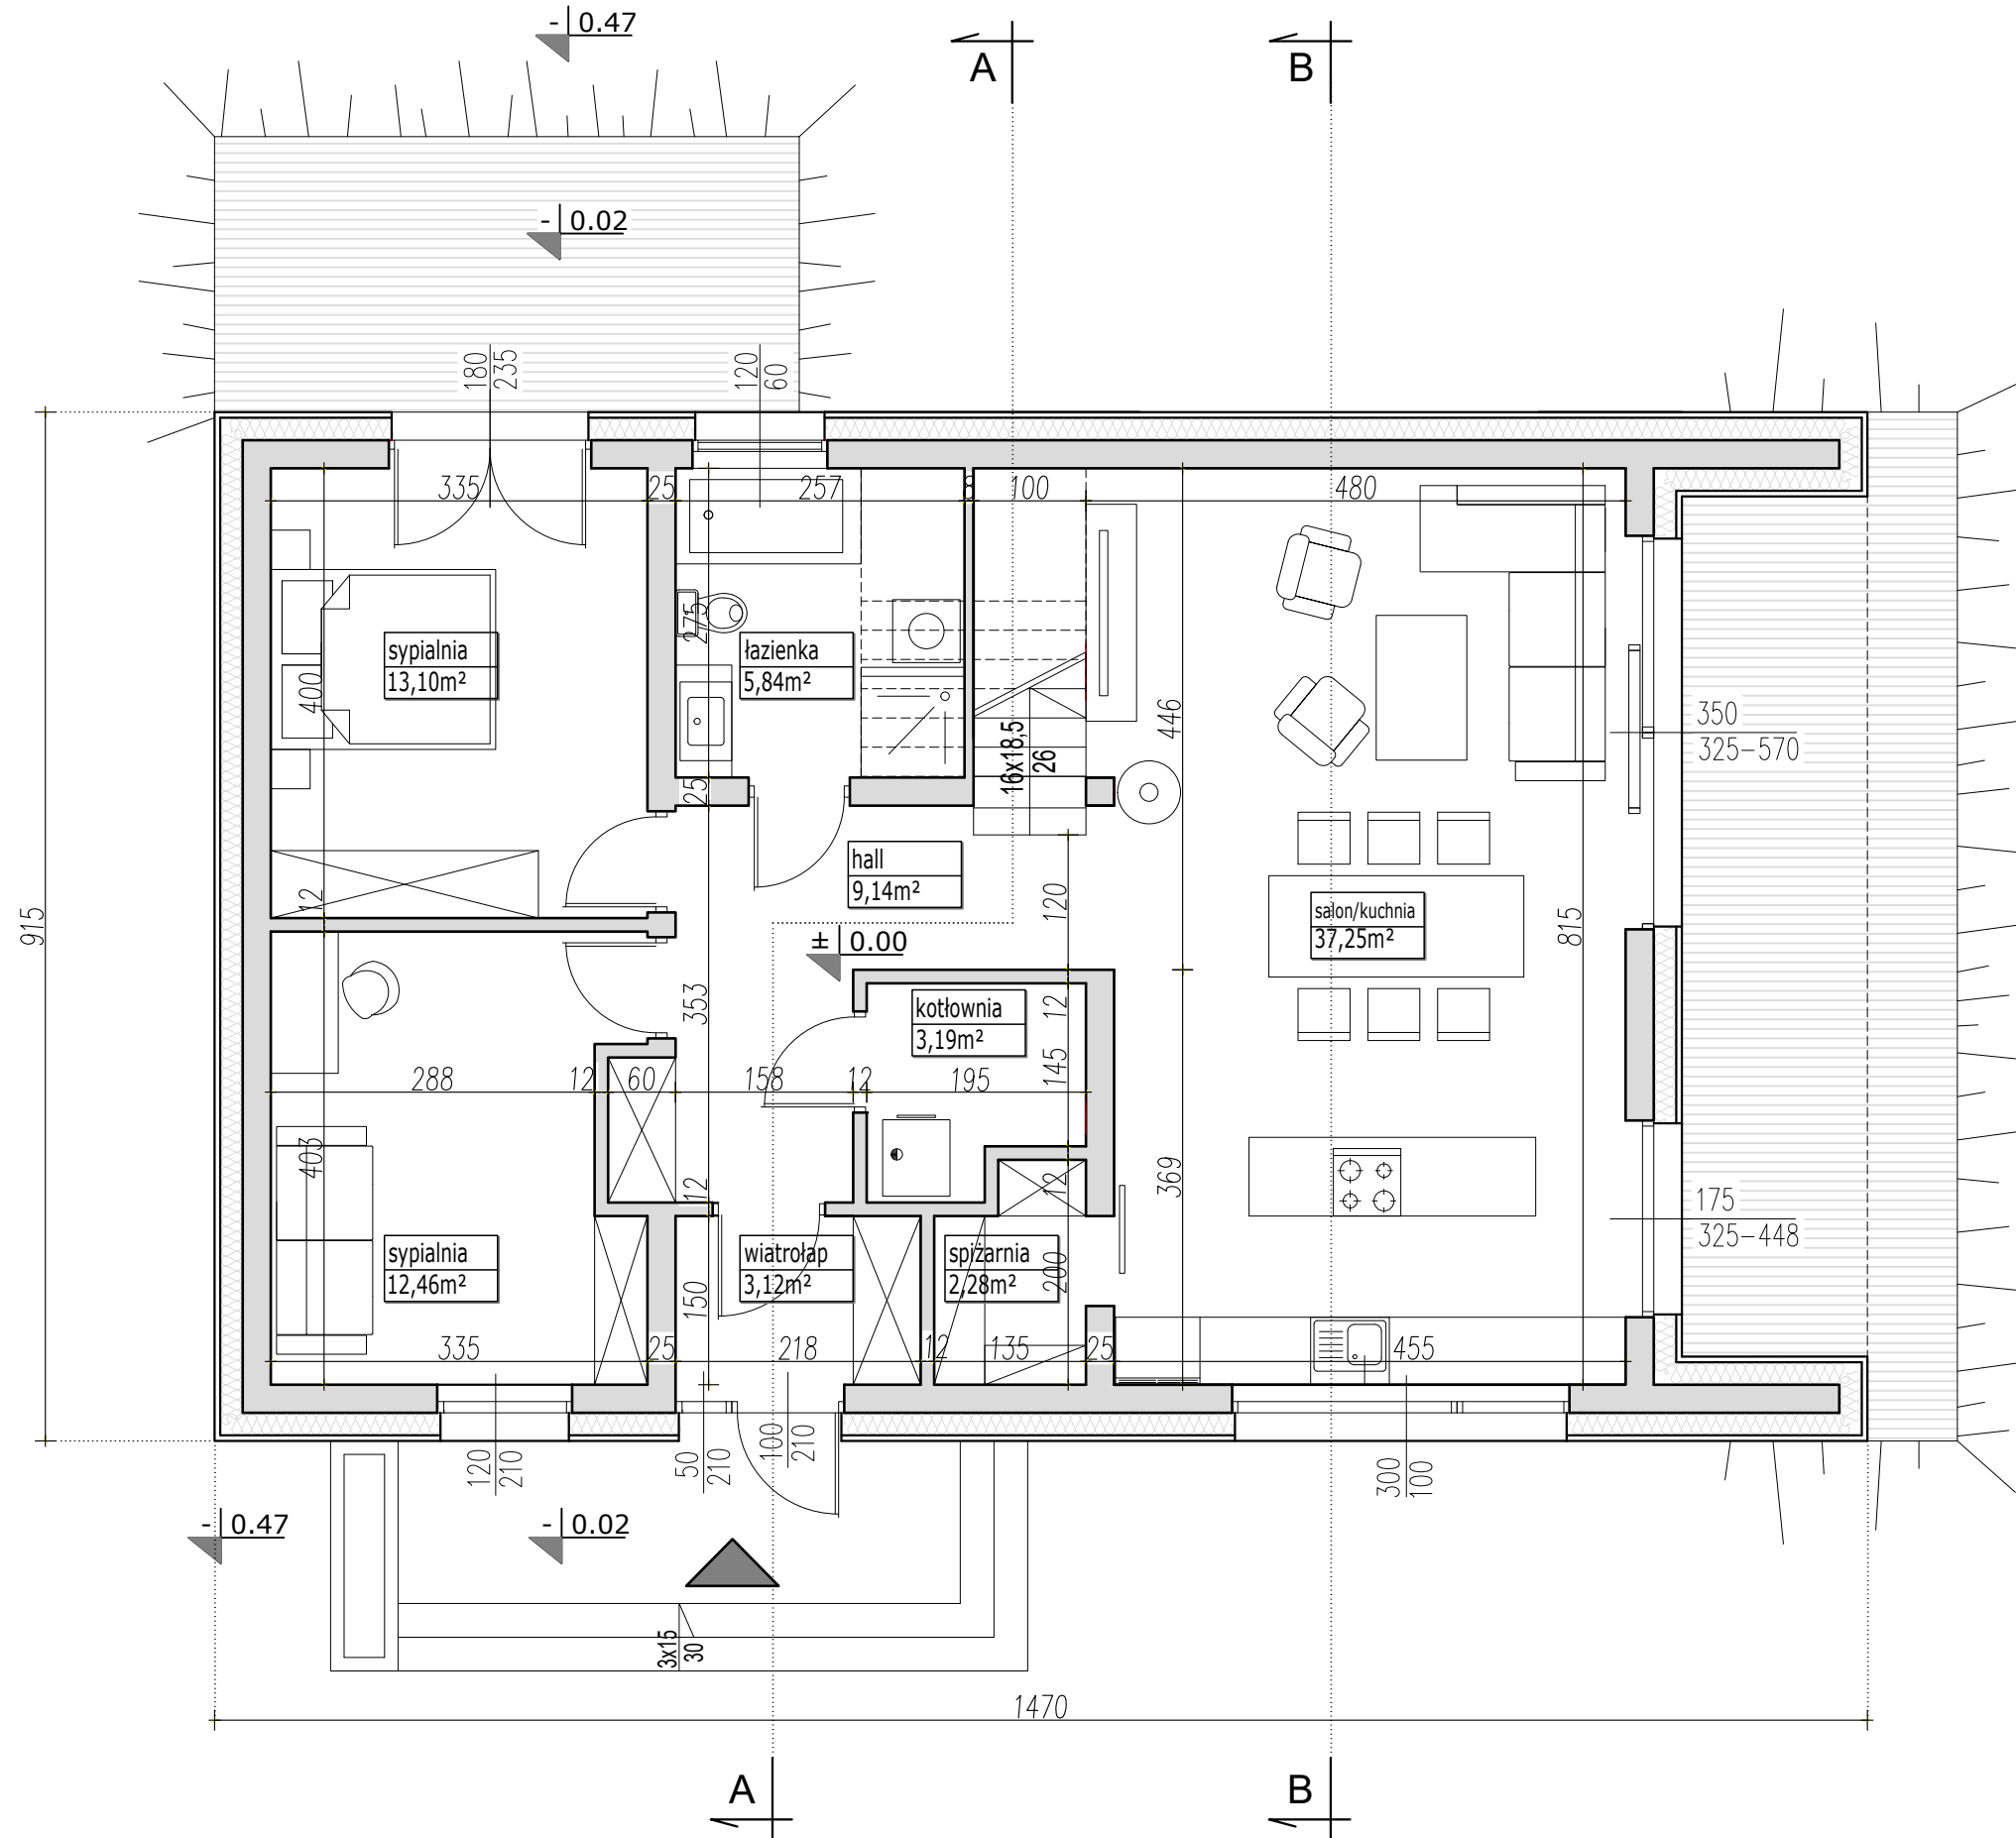 - 0.47
A
B
- 0.02
180
235
120
60
335
25
257
8
100
480
sypialnia
13,10m²
łazienka
5,84m²
275
400
446
16x18,5
26
350
325-570
25
hall
9,14m²
12
120
salon/kuchnia
37,25m²
815
915
± 0.00
353
kotłownia
3,19m²
12
145
288
12
60
158
12
195
403
12
12
369
175
325-448
sypialnia
12,46m²
wiatrołap
3,12m²
spiżarnia
2,28m²
150
200
335
25
218
12
135
25
455
120
210
50
210
100
210
300
100
- 0.47
- 0.02
3x15
30
1470
A
B